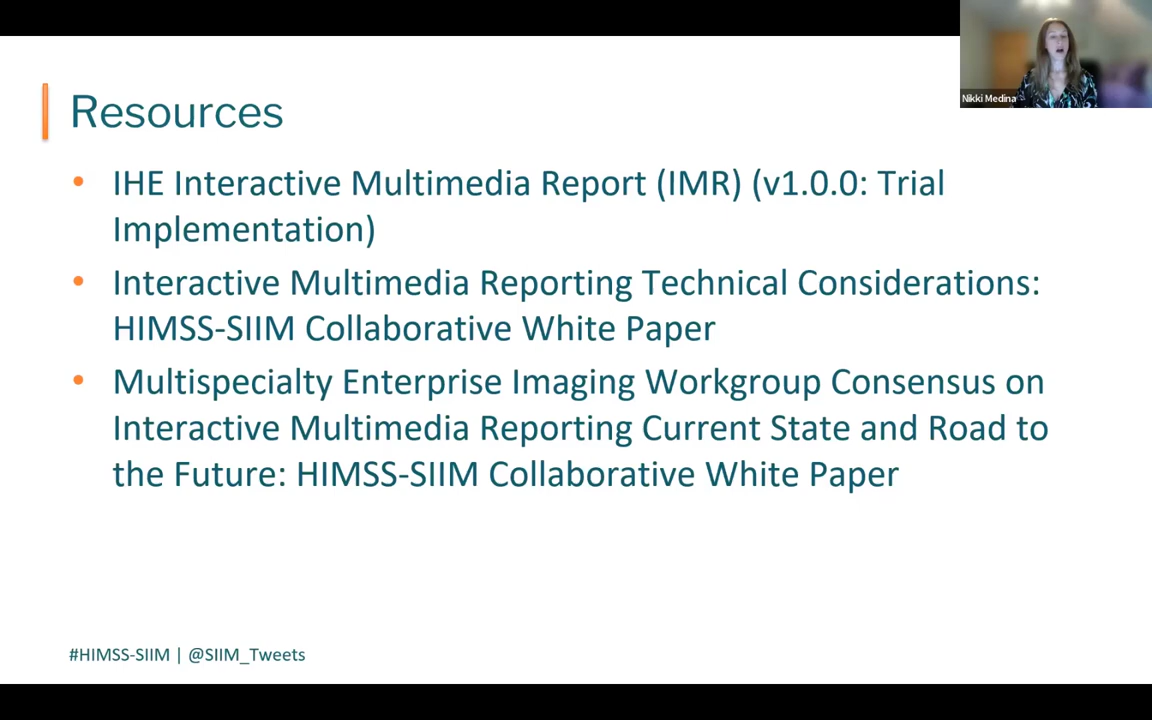 Nikki Medina
Resources
• IHE Interactive Multimedia Report (IMR) (v1.0.0: Trial
Implementation)
• Interactive Multimedia Reporting Technical Considerations:
HIMSS-SIIM Collaborative White Paper
• Multispecialty Enterprise Imaging Workgroup Consensus on
Interactive Multimedia Reporting Current State and Road to
the Future: HIMSS-SIIM Collaborative White Paper
#HIMSS-SIIM | @SIIM_Tweets